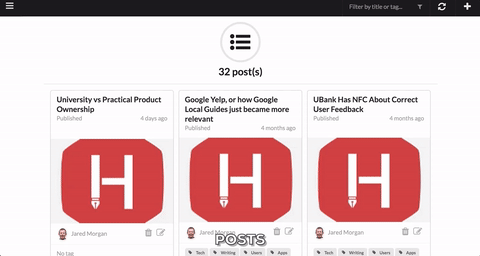 Filter by title or tag...
32 post(s)
University vs Practical Product
Ownership
Published 4 days ago
Google Yelp, or how Google
Local Guides just became more
relevant
Published 4 months ago
UBank Has NFC About Correct
User Feedback
Published 4 months ago
H
H
H
Jared Morgan
Jared Morgan
Jared Morgan
No tag
Tech Writing Users Apps
Tech Writing Users Apps
POSTS